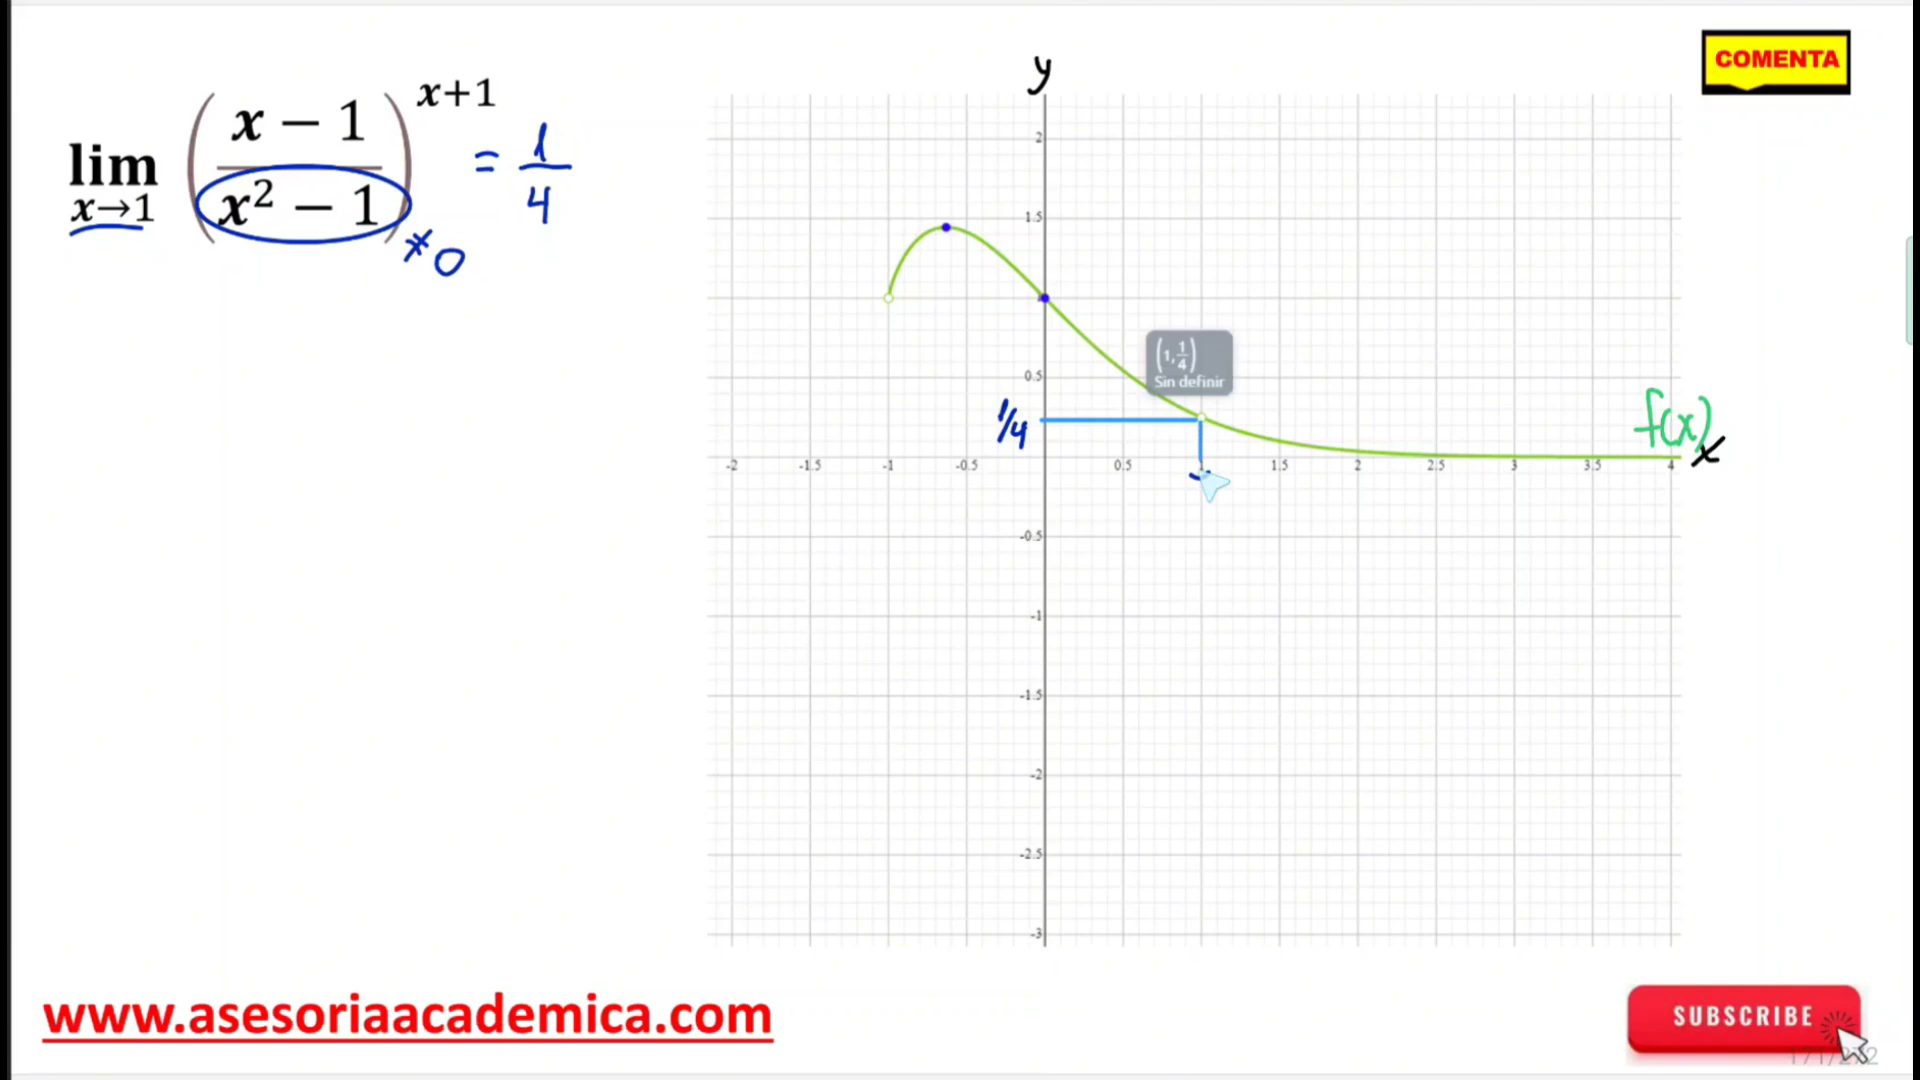 COMENTA
y
lim x→1 ( x − 1 / x² − 1 )^x+1 = 1/4
* 0
2
1.5
(1, 1/4)
Sin definir
0.5
1/4
f(x)
x
-2 -1.5 -1 -0.5 0.5 1.5 2 2.5 3 3.5 4
-0.5
-1
-1.5
-2
-2.5
-3
www.asesoriaacademica.com
SUBSCRIBE